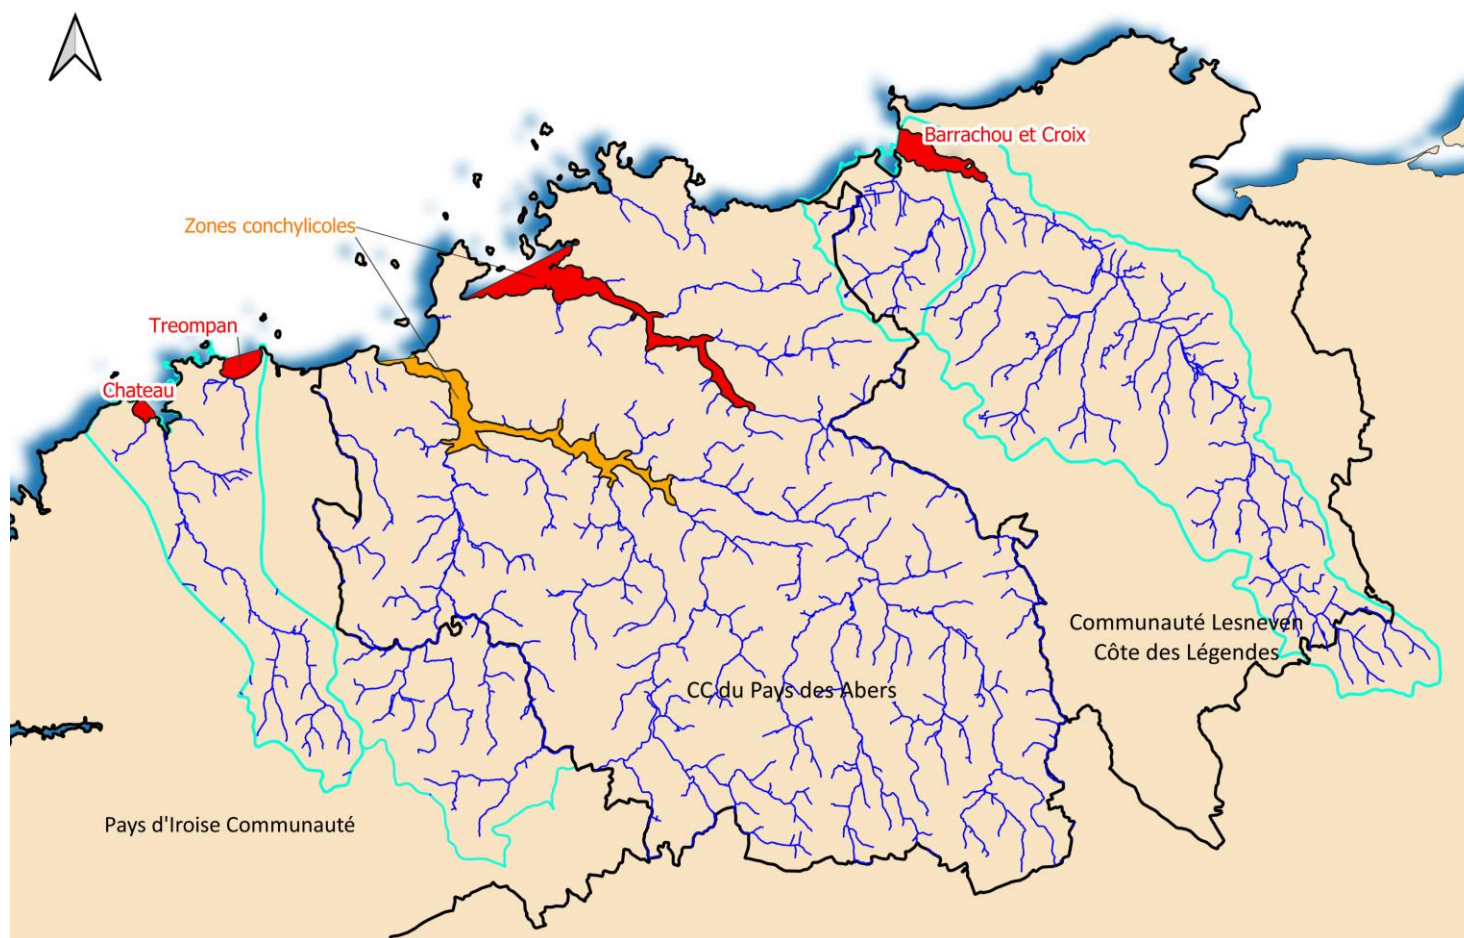 Barrachou et Croix
Zones conchylicoles
Treompan
Chateau
Communauté Lesneven
Côte des Légendes
CC du Pays des Abers
Pays d'Iroise Communauté